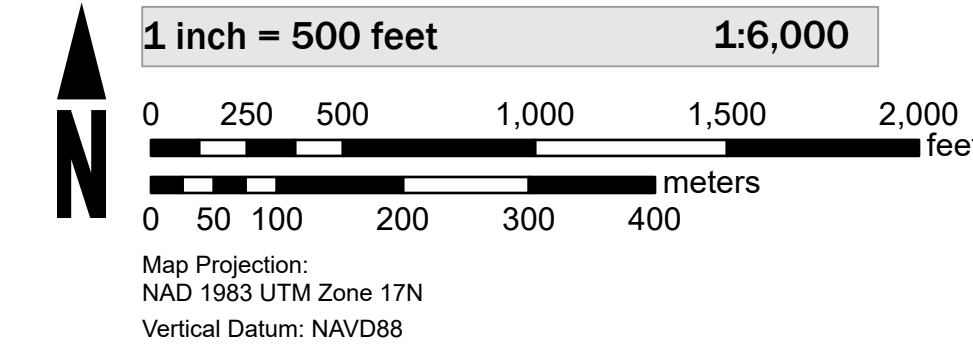 N
1 inch = 500 feet 1:6,000
0 250 500 1,000 1,500 2,000
feet
meters
0 50 100 200 300 400
Map Projection:
NAD 1983 UTM Zone 17N
Vertical Datum: NAVD88